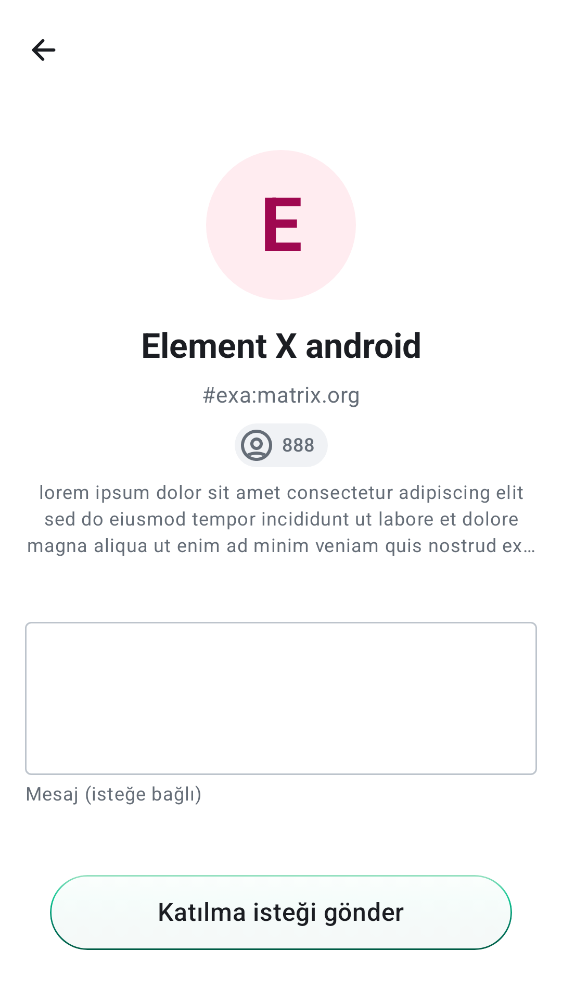 E
Element X android
#exa:matrix.org
888
lorem ipsum dolor sit amet consectetur adipiscing elit
sed do eiusmod tempor incididunt ut labore et dolore
magna aliqua ut enim ad minim veniam quis nostrud ex…
Mesaj (isteğe bağlı)
Katılma isteği gönder